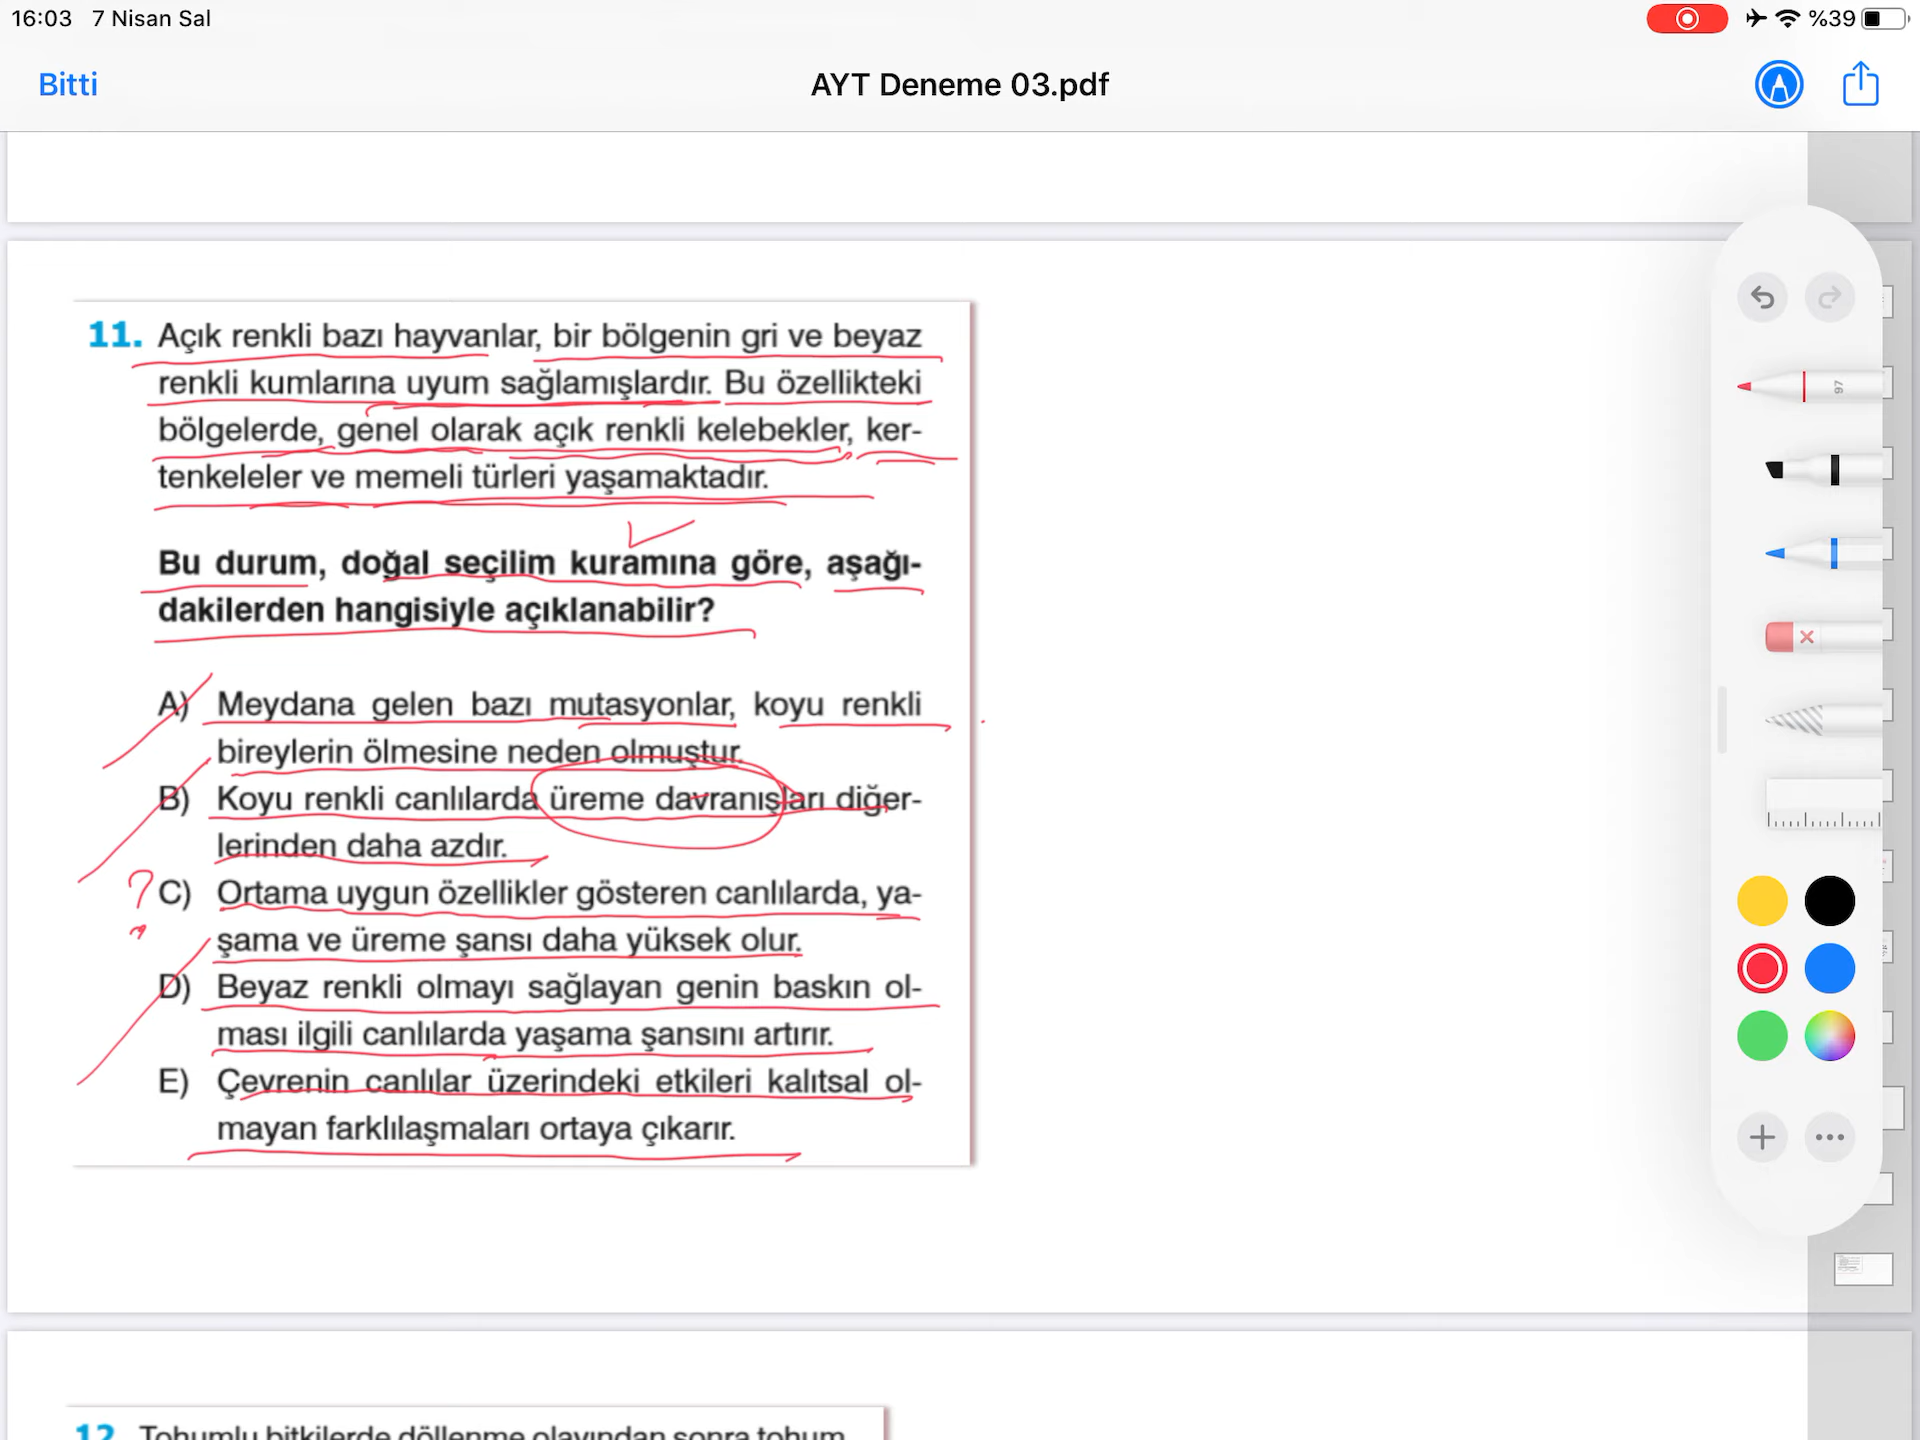 16:03 7 Nisan Sal
%39
Bitti
AYT Deneme 03.pdf
11. Açık renkli bazı hayvanlar, bir bölgenin gri ve beyaz
renkli kumlarına uyum sağlamışlardır. Bu özellikteki
bölgelerde, genel olarak açık renkli kelebekler, ker-
tenkeleler ve memeli türleri yaşamaktadır.
Bu durum, doğal seçilim kuramına göre, aşağı-
dakilerden hangisiyle açıklanabilir?
A) Meydana gelen bazı mutasyonlar, koyu renkli
bireylerin ölmesine neden olmuştur.
B) Koyu renkli canlılarda üreme davranışları diğer-
lerinden daha azdır.
? C) Ortama uygun özellikler gösteren canlılarda, ya-
şama ve üreme şansı daha yüksek olur.
D) Beyaz renkli olmayı sağlayan genin baskın ol-
ması ilgili canlılarda yaşama şansını artırır.
E) Çevrenin canlılar üzerindeki etkileri kalıtsal ol-
mayan farklılaşmaları ortaya çıkarır.
12 Tohumlu bitkilerde döllenme olayından sonra tohum
97